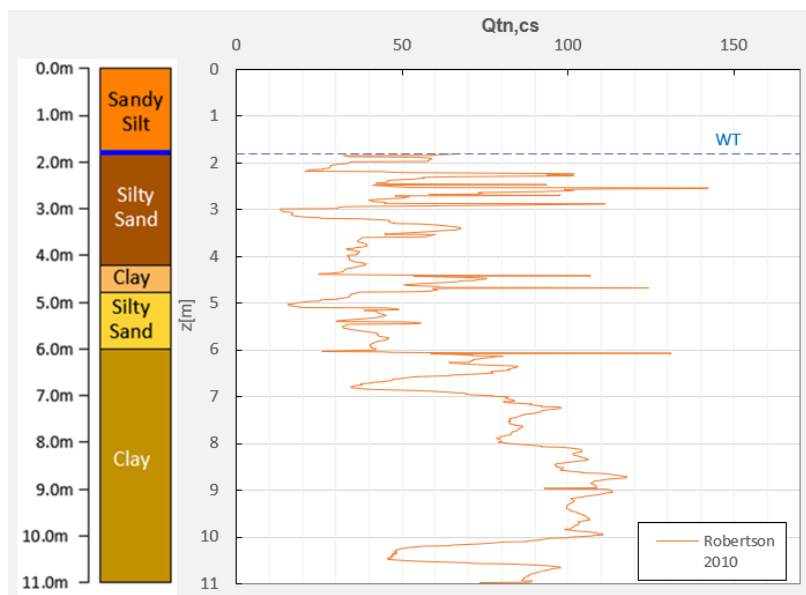 Qtn,cs
0 50 100 150
0.0m
1.0m
2.0m
3.0m
4.0m
5.0m
6.0m
7.0m
8.0m
9.0m
10.0m
11.0m
Sandy
Silt
Silty
Sand
Clay
Silty
Sand
Clay
z[m]
0
1
2
3
4
5
6
7
8
9
10
11
WT
Robertson
2010